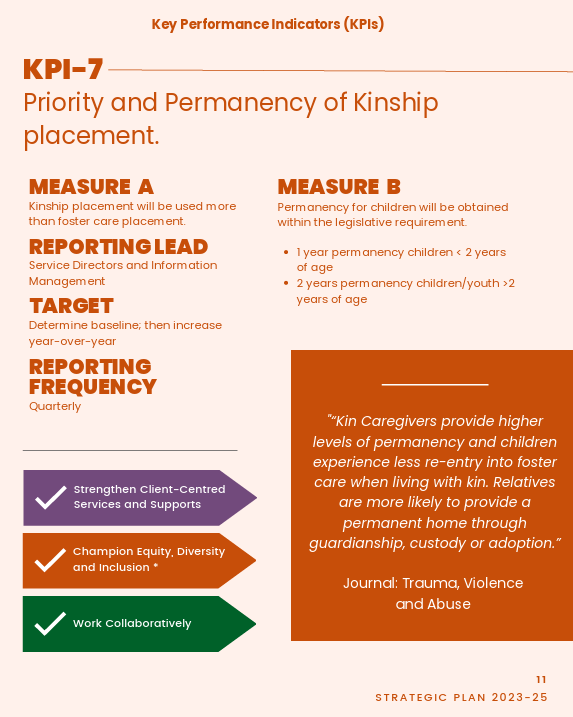 Key Performance Indicators (KPIs)
KPI-7
Priority and Permanency of Kinship
placement.
MEASURE A
Kinship placement will be used more
than foster care placement.
REPORTING LEAD
Service Directors and Information
Management
TARGET
Determine baseline; then increase
year-over-year
REPORTING
FREQUENCY
Quarterly
MEASURE B
Permanency for children will be obtained
within the legislative requirement.
• 1 year permanency children < 2 years
of age
• 2 years permanency children/youth >2
years of age
Strengthen Client-Centred
Services and Supports
Champion Equity, Diversity
and Inclusion *
Work Collaboratively
"“Kin Caregivers provide higher
levels of permanency and children
experience less re-entry into foster
care when living with kin. Relatives
are more likely to provide a
permanent home through
guardianship, custody or adoption.”
Journal: Trauma, Violence
and Abuse
11
STRATEGIC PLAN 2023-25